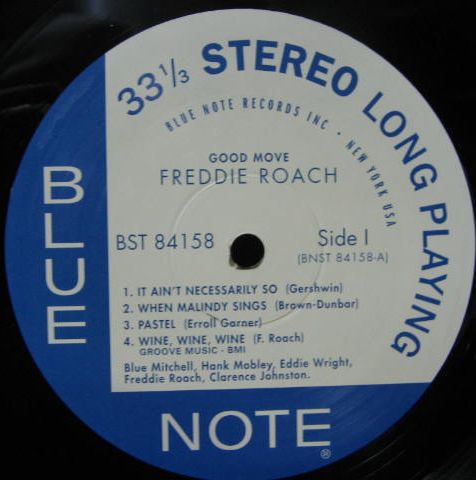 33 1/3 STEREO LONG PLAYING
BLUE NOTE RECORDS INC · NEW YORK USA
GOOD MOVE
FREDDIE ROACH
BST 84158
Side I
(BNST 84158-A)
1. IT AIN'T NECESSARILY SO (Gershwin)
2. WHEN MALINDY SINGS (Brown-Dunbar)
3. PASTEL (Erroll Garner)
4. WINE, WINE, WINE (F. Roach)
GROOVE MUSIC - BMI
Blue Mitchell, Hank Mobley, Eddie Wright,
Freddie Roach, Clarence Johnston.
BLUE
NOTE®